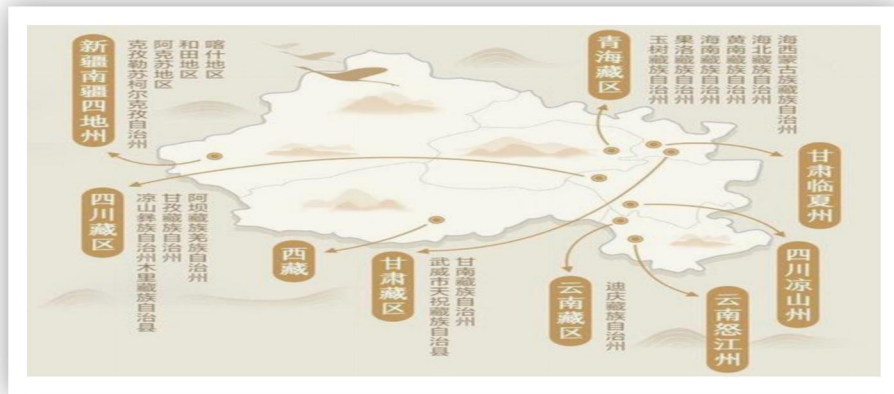 新疆南疆四地州
喀什地区
和田地区
阿克苏地区
克孜勒苏柯尔克孜自治州
青海藏区
海西蒙古族藏族自治州
海北藏族自治州
黄南藏族自治州
海南藏族自治州
果洛藏族自治州
玉树藏族自治州
甘肃临夏州
四川藏区
阿坝藏族羌族自治州
甘孜藏族自治州
凉山彝族自治州木里藏族自治县
西藏
甘肃藏区
甘南藏族自治州
武威市天祝藏族自治县
云南藏区
迪庆藏族自治州
云南怒江州
四川凉山州